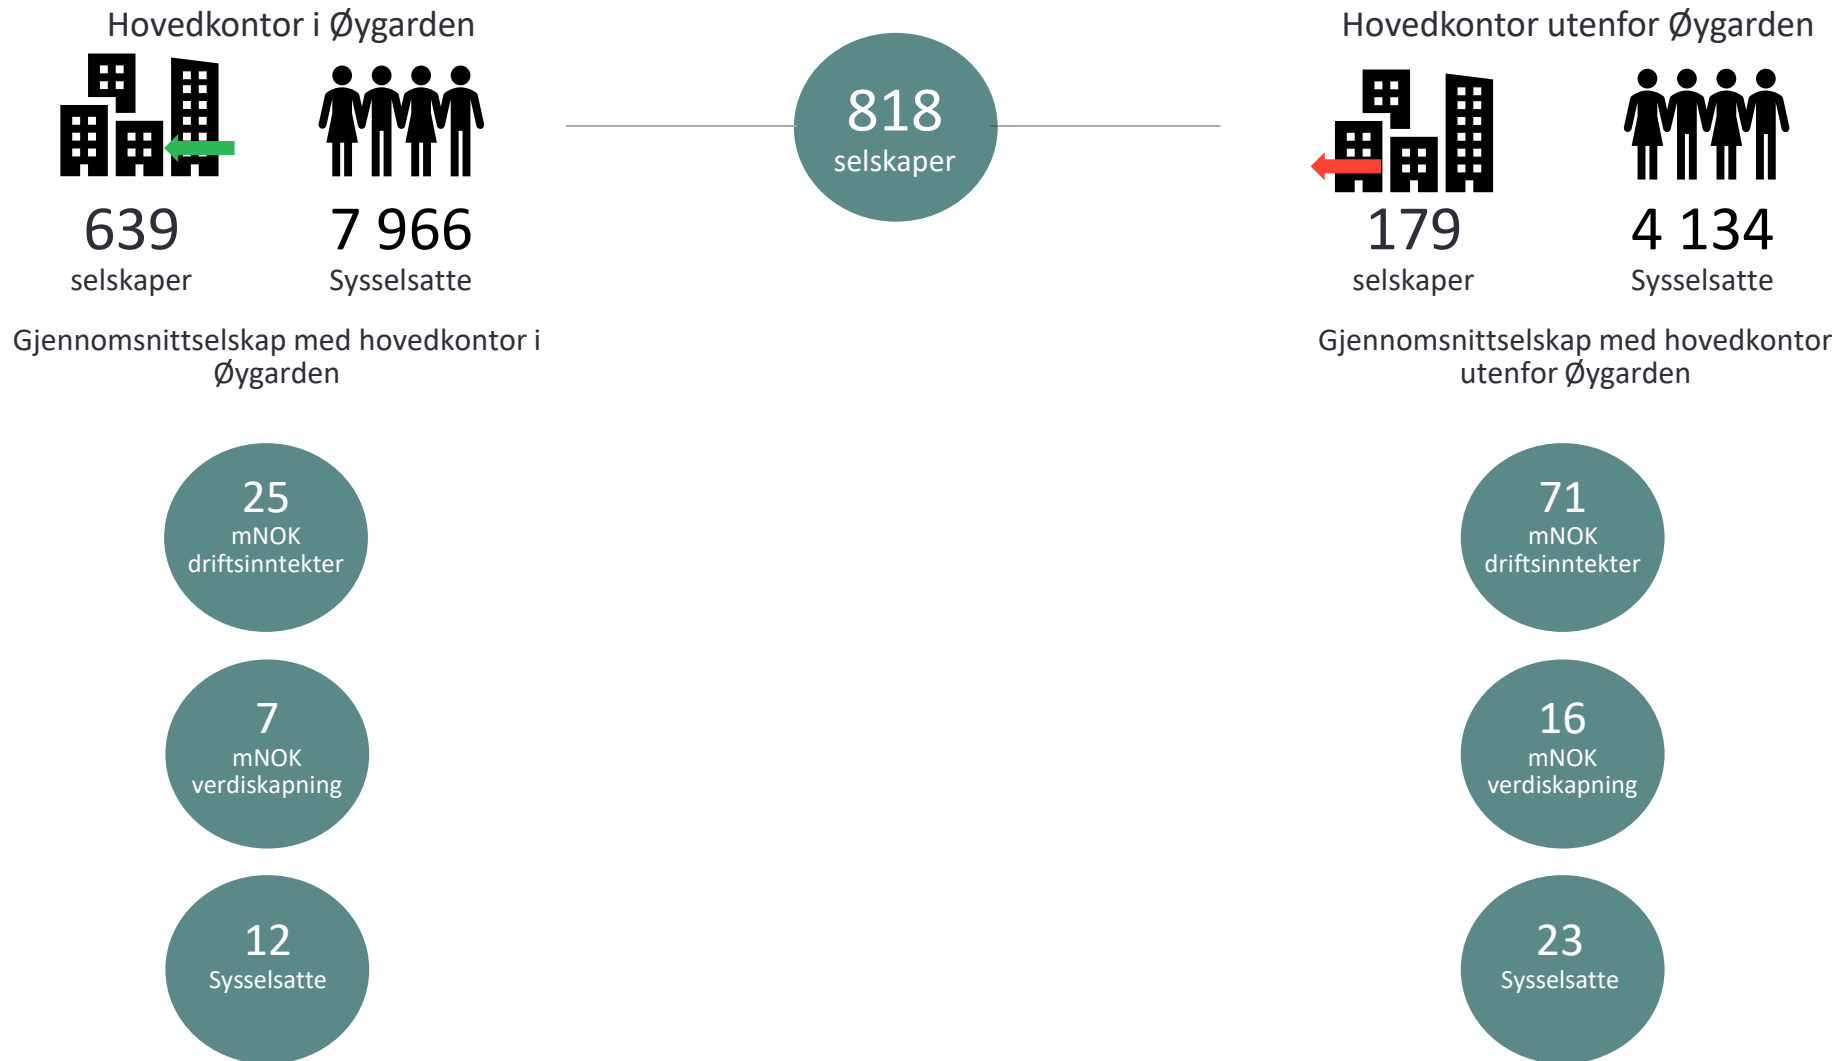 Hovedkontor i Øygarden
639
selskaper
7 966
Sysselsatte
818
selskaper
Hovedkontor utenfor Øygarden
179
selskaper
4 134
Sysselsatte
Gjennomsnittselskap med hovedkontor i
Øygarden
25
mNOK
driftsinntekter
7
mNOK
verdiskapning
12
Sysselsatte
Gjennomsnittselskap med hovedkontor
utenfor Øygarden
71
mNOK
driftsinntekter
16
mNOK
verdiskapning
23
Sysselsatte